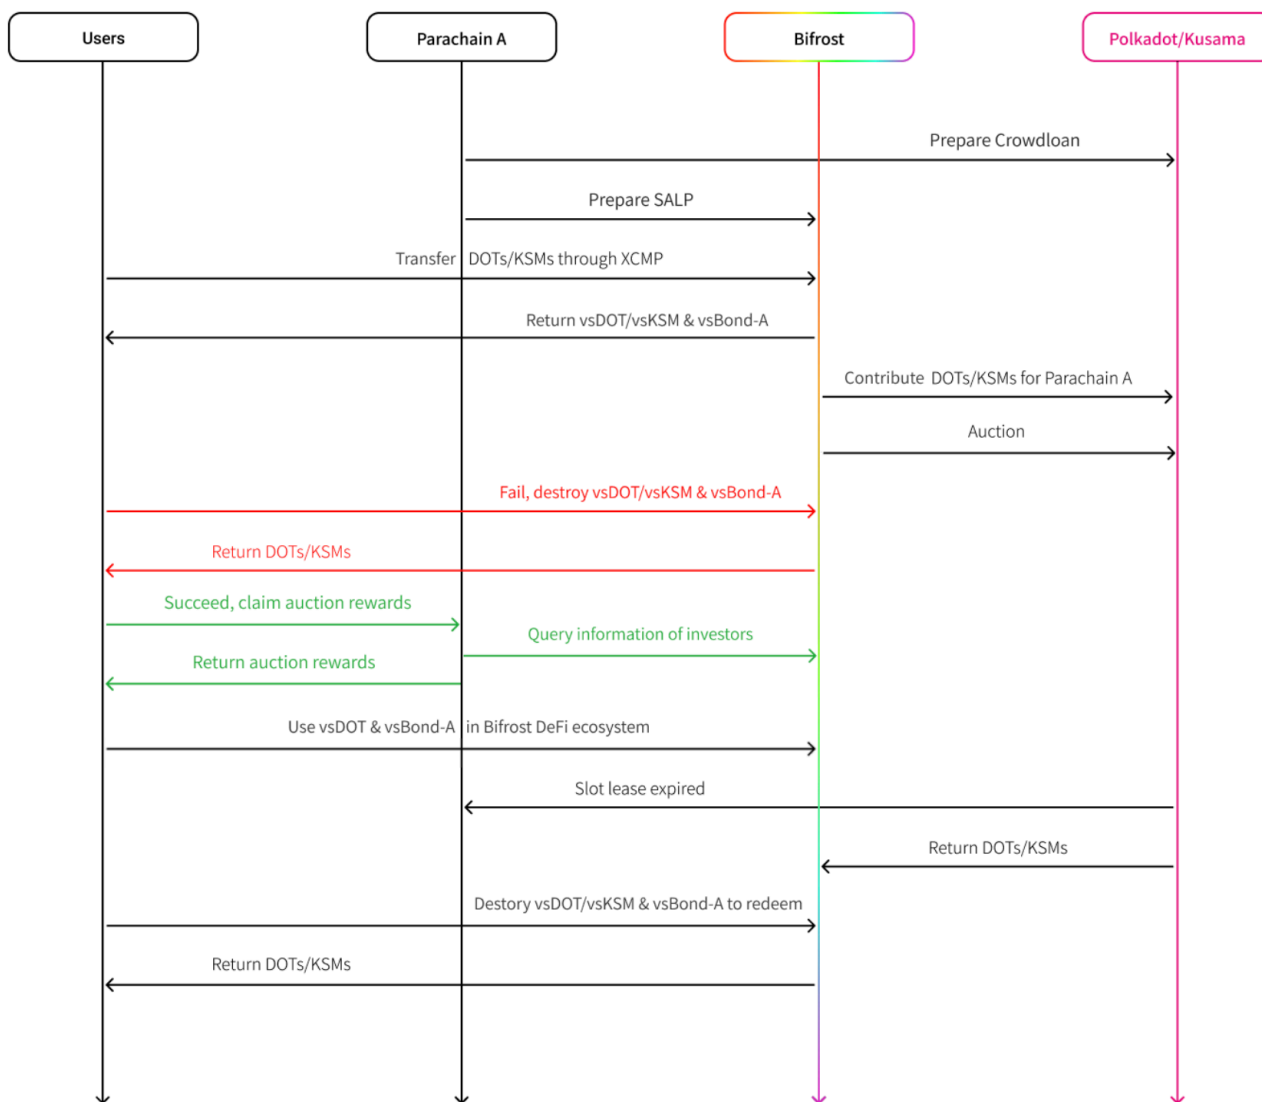 Users
Parachain A
Bifrost
Polkadot/Kusama
Prepare Crowdloan
Prepare SALP
Transfer DOTs/KSMs through XCMP
Return vsDOT/vsKSM & vsBond-A
Contribute DOTs/KSMs for Parachain A
Auction
Fail, destroy vsDOT/vsKSM & vsBond-A
Return DOTs/KSMs
Succeed, claim auction rewards
Query information of investors
Return auction rewards
Use vsDOT & vsBond-A in Bifrost DeFi ecosystem
Slot lease expired
Return DOTs/KSMs
Destory vsDOT/vsKSM & vsBond-A to redeem
Return DOTs/KSMs